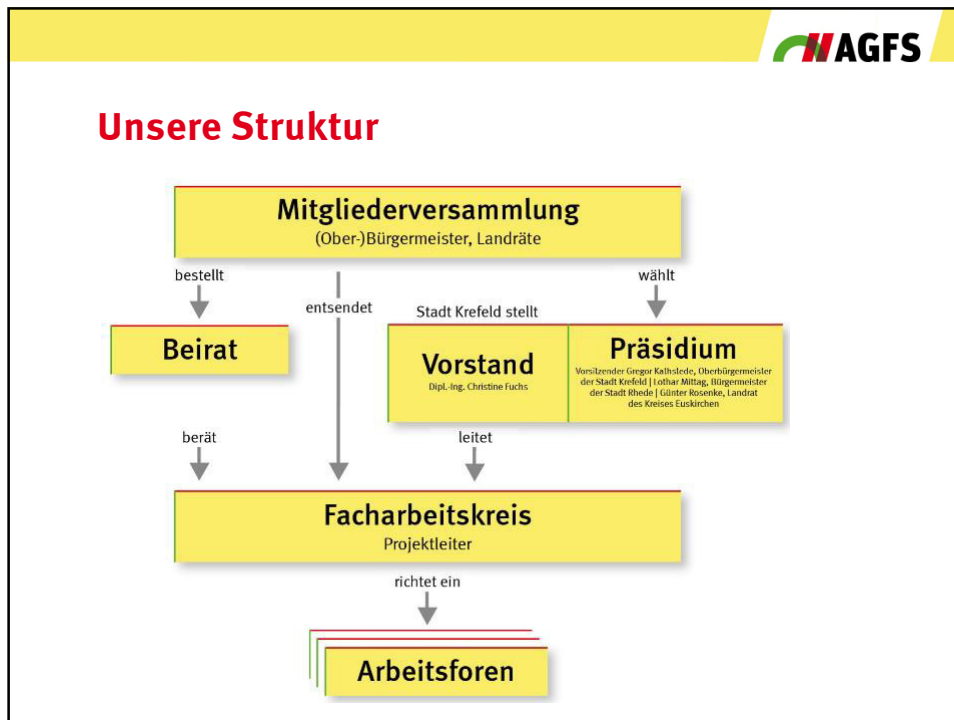 AGFS
Unsere Struktur
Mitgliederversammlung
(Ober-)Bürgermeister, Landräte
bestellt
entsendet
wählt
Stadt Krefeld stellt
Beirat
Vorstand
Dipl.-Ing. Christine Fuchs
Präsidium
Vorsitzender Gregor Kathstede, Oberbürgermeister
der Stadt Krefeld | Lothar Mittag, Bürgermeister
der Stadt Rhede | Günter Rosenke, Landrat
des Kreises Euskirchen
berät
leitet
Facharbeitskreis
Projektleiter
richtet ein
Arbeitsforen